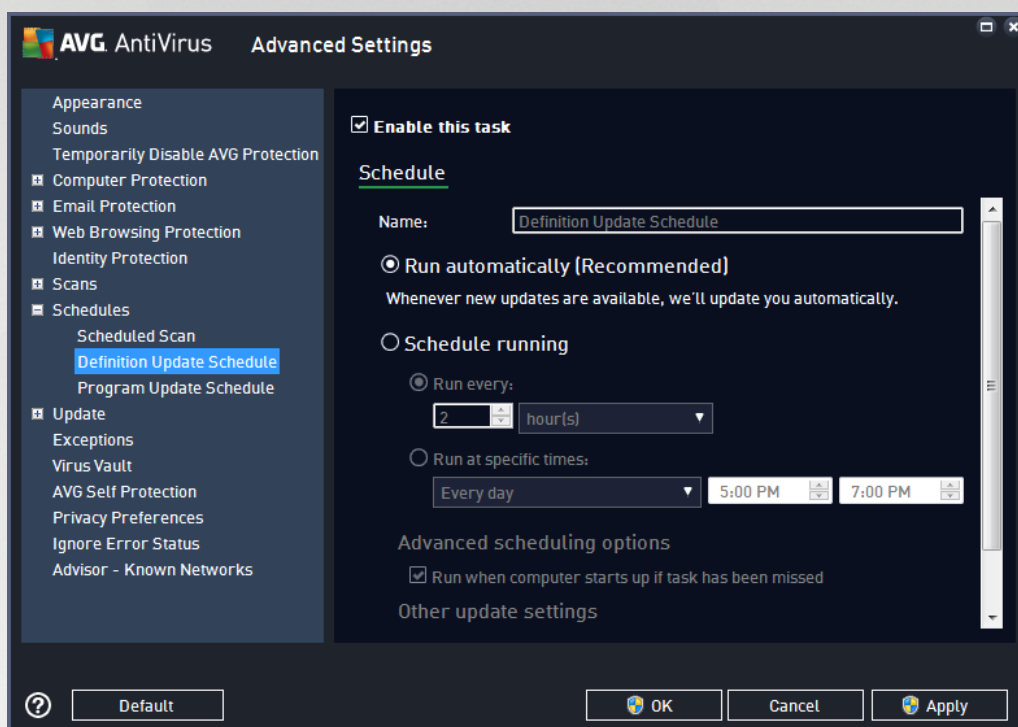 AVG. AntiVirus Advanced Settings
Appearance
Sounds
Temporarily Disable AVG Protection
Computer Protection
Email Protection
Web Browsing Protection
Identity Protection
Scans
Schedules
Scheduled Scan
Definition Update Schedule
Program Update Schedule
Update
Exceptions
Virus Vault
AVG Self Protection
Privacy Preferences
Ignore Error Status
Advisor - Known Networks
Enable this task
Schedule
Name: Definition Update Schedule
Run automatically (Recommended)
Whenever new updates are available, we'll update you automatically.
Schedule running
Run every:
2 hour(s)
Run at specific times:
Every day 5:00 PM 7:00 PM
Advanced scheduling options
Run when computer starts up if task has been missed
Other update settings
? Default OK Cancel Apply